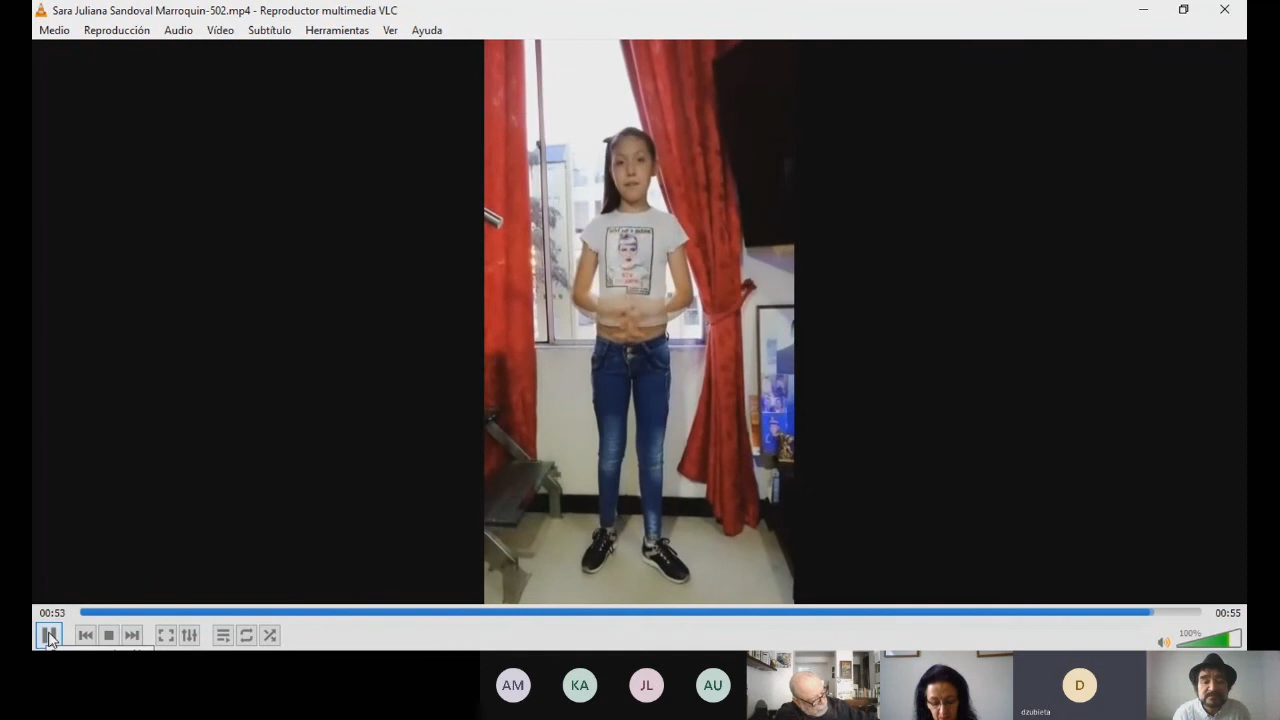 Sara Juliana Sandoval Marroquin-502.mp4 - Reproductor multimedia VLC
Medio Reproducción Audio Vídeo Subtítulo Herramientas Ver Ayuda
00:53
00:55
100%
AM KA JL AU D
dzubieta